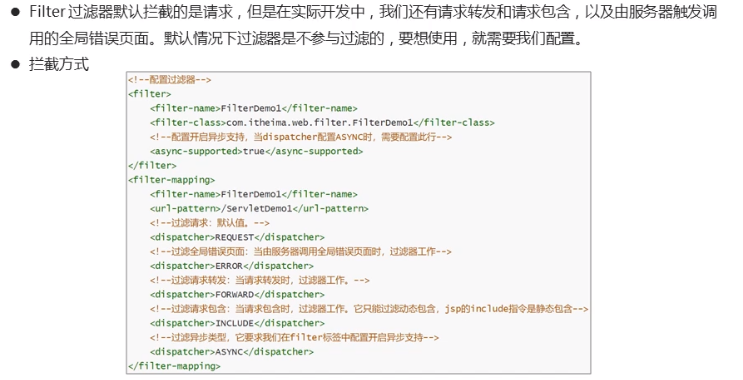 ● Filter 过滤器默认拦截的是请求，但是在实际开发中，我们还有请求转发和请求包含，以及由服务器触发调
用的全局错误页面。默认情况下过滤器是不参与过滤的，要想使用，就需要我们配置。
● 拦截方式
<!--配置过滤器-->
<filter>
<filter-name>FilterDemo1</filter-name>
<filter-class>com.itheima.web.filter.FilterDemo1</filter-class>
<!--配置开启异步支持，当dispatcher配置ASYNC时，需要配置此行-->
<async-supported>true</async-supported>
</filter>
<filter-mapping>
<filter-name>FilterDemo1</filter-name>
<url-pattern>/ServletDemo1</url-pattern>
<!--过滤请求：默认值。-->
<dispatcher>REQUEST</dispatcher>
<!--过滤全局错误页面：当由服务器调用全局错误页面时，过滤器工作-->
<dispatcher>ERROR</dispatcher>
<!--过滤请求转发：当请求转发时，过滤器工作。-->
<dispatcher>FORWARD</dispatcher>
<!--过滤请求包含：当请求包含时，过滤器工作。它只能过滤动态包含，jsp的include指令是静态包含-->
<dispatcher>INCLUDE</dispatcher>
<!--过滤异步类型，它要求我们在filter标签中配置开启异步支持-->
<dispatcher>ASYNC</dispatcher>
</filter-mapping>